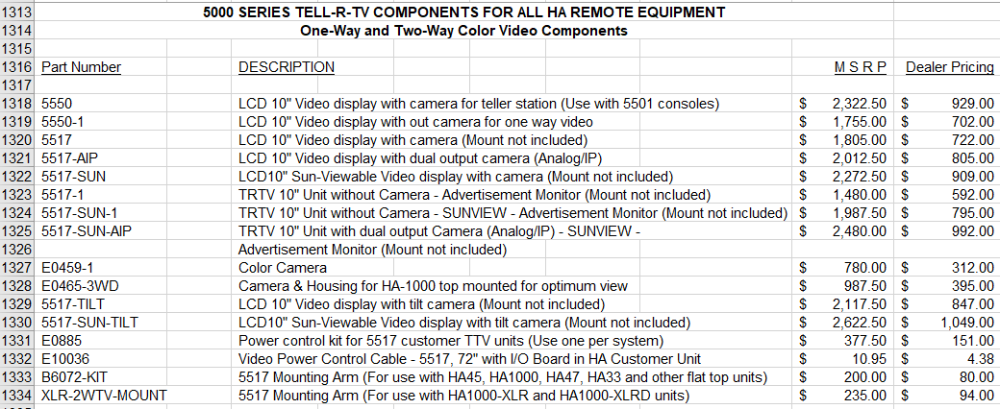 1313 5000 SERIES TELL-R-TV COMPONENTS FOR ALL HA REMOTE EQUIPMENT
1314 One-Way and Two-Way Color Video Components
1315
1316 Part Number DESCRIPTION M S R P Dealer Pricing
1317
1318 5550 LCD 10" Video display with camera for teller station (Use with 5501 consoles) $ 2,322.50 $ 929.00
1319 5550-1 LCD 10" Video display with out camera for one way video $ 1,755.00 $ 702.00
1320 5517 LCD 10" Video display with camera (Mount not included) $ 1,805.00 $ 722.00
1321 5517-AIP LCD 10" Video display with dual output camera (Analog/IP) $ 2,012.50 $ 805.00
1322 5517-SUN LCD10" Sun-Viewable Video display with camera (Mount not included) $ 2,272.50 $ 909.00
1323 5517-1 TRTV 10" Unit without Camera - Advertisement Monitor (Mount not included) $ 1,480.00 $ 592.00
1324 5517-SUN-1 TRTV 10" Unit without Camera - SUNVIEW - Advertisement Monitor (Mount not included) $ 1,987.50 $ 795.00
1325 5517-SUN-AIP TRTV 10" Unit with dual output Camera (Analog/IP) - SUNVIEW - $ 2,480.00 $ 992.00
1326 Advertisement Monitor (Mount not included)
1327 E0459-1 Color Camera $ 780.00 $ 312.00
1328 E0465-3WD Camera & Housing for HA-1000 top mounted for optimum view $ 987.50 $ 395.00
1329 5517-TILT LCD 10" Video display with tilt camera (Mount not included) $ 2,117.50 $ 847.00
1330 5517-SUN-TILT LCD10" Sun-Viewable Video display with tilt camera (Mount not included) $ 2,622.50 $ 1,049.00
1331 E0885 Power control kit for 5517 customer TTV units (Use one per system) $ 377.50 $ 151.00
1332 E10036 Video Power Control Cable - 5517, 72" with I/O Board in HA Customer Unit $ 10.95 $ 4.38
1333 B6072-KIT 5517 Mounting Arm (For use with HA45, HA1000, HA47, HA33 and other flat top units) $ 200.00 $ 80.00
1334 XLR-2WTV-MOUNT 5517 Mounting Arm (For use with HA1000-XLR and HA1000-XLRD units) $ 235.00 $ 94.00